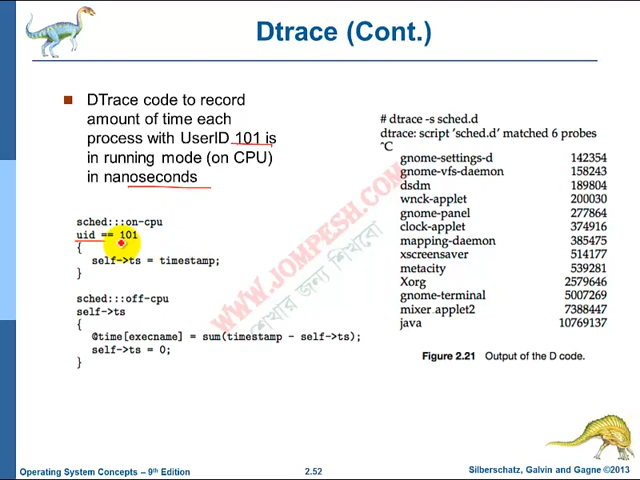 Dtrace (Cont.)
DTrace code to record
amount of time each
process with UserID 101 is
in running mode (on CPU)
in nanoseconds
sched:::on-cpu
uid == 101
{
self->ts = timestamp;
}
sched:::off-cpu
self->ts
{
@time[execname] = sum(timestamp - self->ts);
self->ts = 0;
}
# dtrace -s sched.d
dtrace: script 'sched.d' matched 6 probes
^C
gnome-settings-d 142354
gnome-vfs-daemon 158243
dsdm 189804
wnck-applet 200030
gnome-panel 277864
clock-applet 374916
mapping-daemon 385475
xscreensaver 514177
metacity 539281
Xorg 2579646
gnome-terminal 5007269
mixer applet2 7388447
java 10769137
Figure 2.21 Output of the D code.
WWW.JOMPESH.COM
শেখার জন্য শিখবো
Operating System Concepts – 9th Edition
2.52
Silberschatz, Galvin and Gagne ©2013